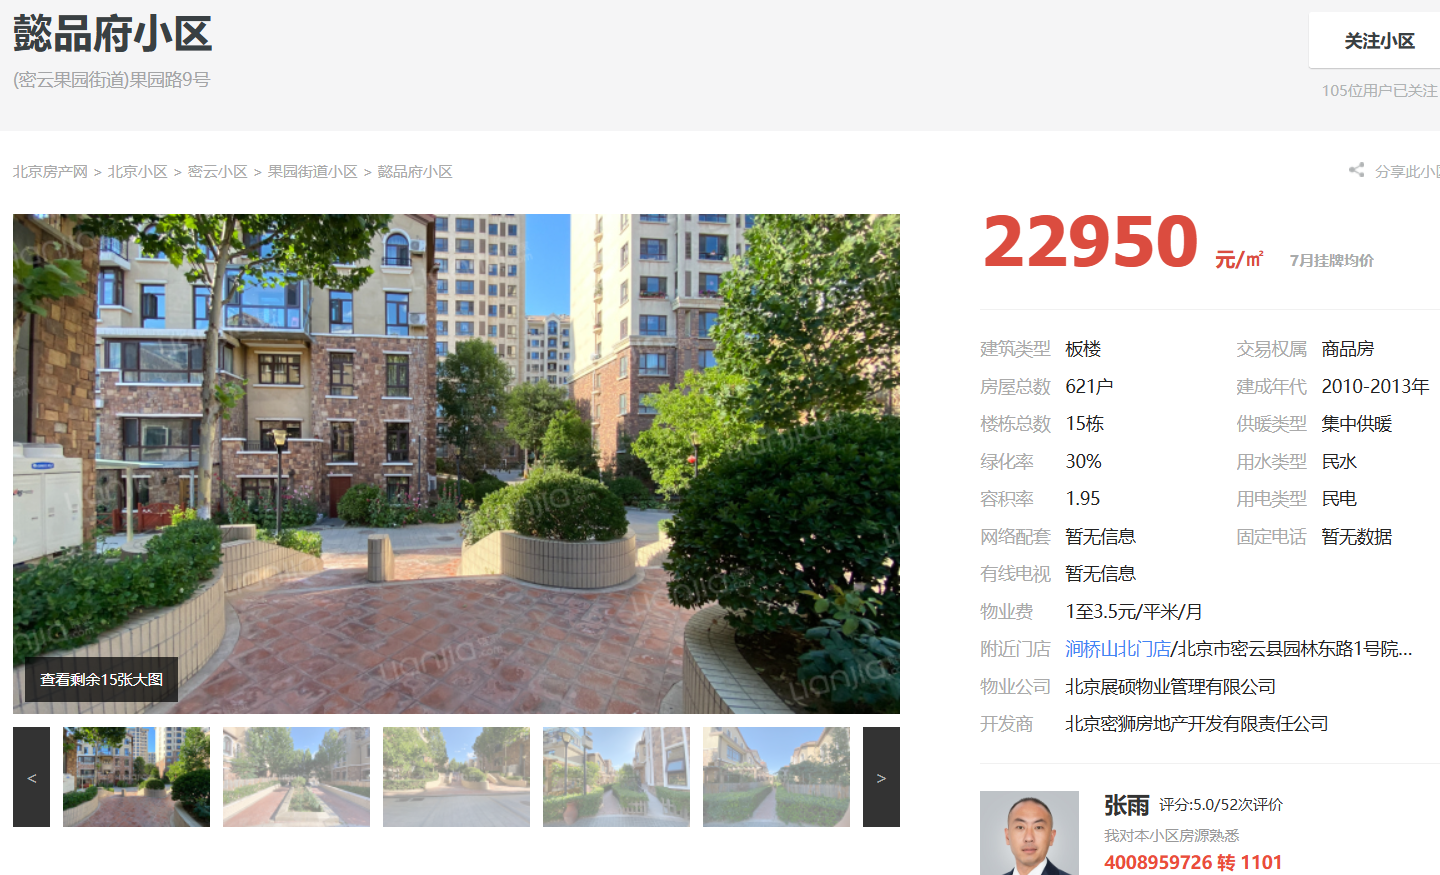 懿品府小区
(密云果园街道)果园路9号
关注小区
105位用户已关注
北京房产网 > 北京小区 > 密云小区 > 果园街道小区 > 懿品府小区
分享此小区
22950 元/㎡ 7月挂牌均价
建筑类型 板楼 交易权属 商品房
房屋总数 621户 建成年代 2010-2013年
楼栋总数 15栋 供暖类型 集中供暖
绿化率 30% 用水类型 民水
容积率 1.95 用电类型 民电
网络配套 暂无信息 固定电话 暂无数据
有线电视 暂无信息
物业费 1至3.5元/平米/月
附近门店 涧桥山北门店/北京市密云县园林东路1号院...
物业公司 北京展硕物业管理有限公司
开发商 北京密狮房地产开发有限责任公司
lianjia.com
查看剩余15张大图
<
>
张雨 评分:5.0/52次评价
我对本小区房源熟悉
4008959726 转 1101